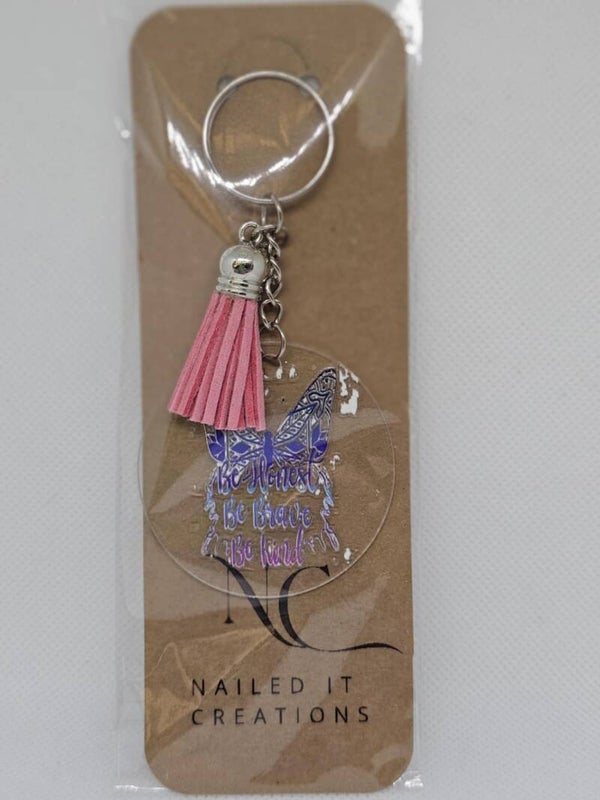 Be Honest
Be Brave
Be Kind
NC
NAILED IT
CREATIONS